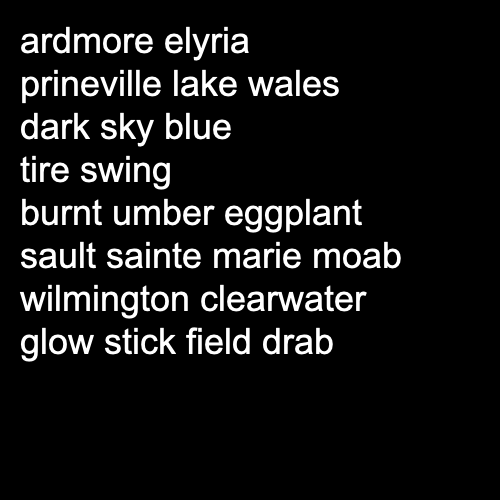 ardmore elyria
prineville lake wales
dark sky blue
tire swing
burnt umber eggplant
sault sainte marie moab
wilmington clearwater
glow stick field drab